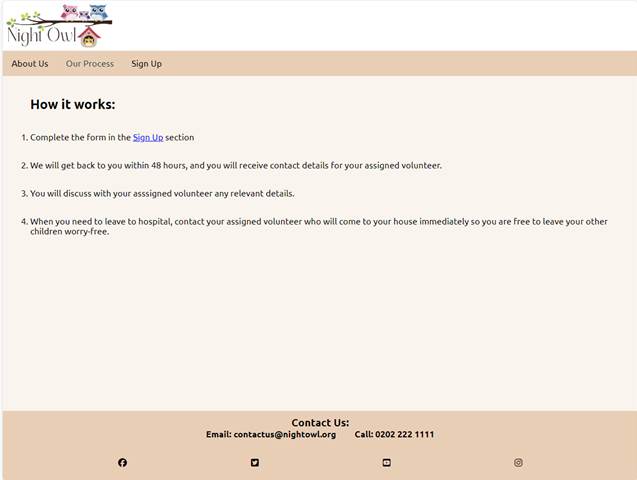 Night Owl
About Us Our Process Sign Up
How it works:
1. Complete the form in the Sign Up section
2. We will get back to you within 48 hours, and you will receive contact details for your assigned volunteer.
3. You will discuss with your asssigned volunteer any relevant details.
4. When you need to leave to hospital, contact your assigned volunteer who will come to your house immediately so you are free to leave your other
children worry-free.
Contact Us:
Email: contactus@nightowl.org Call: 0202 222 1111